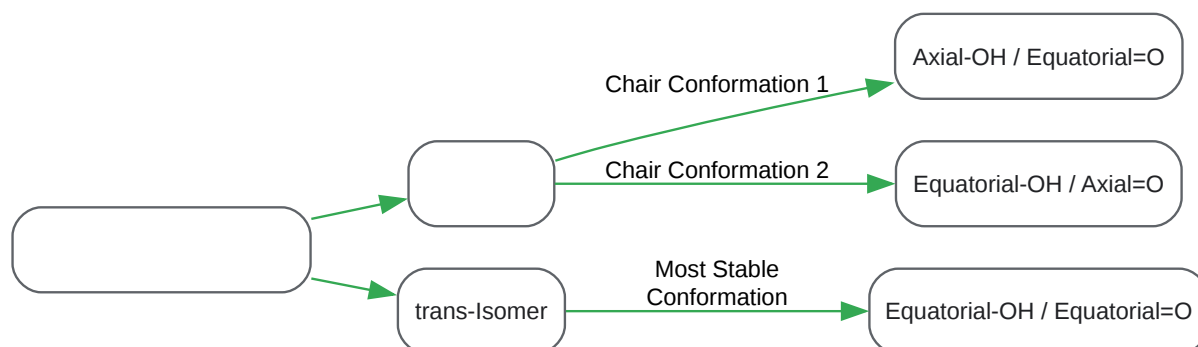 Axial-OH / Equatorial=O
Chair Conformation 1
Chair Conformation 2
Equatorial-OH / Axial=O
Most Stable
Conformation
trans-Isomer
Equatorial-OH / Equatorial=O